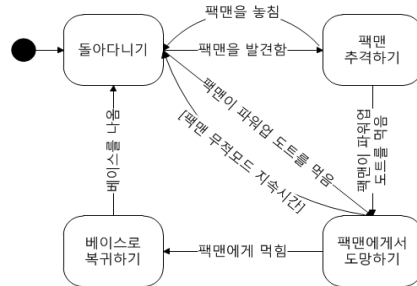 팩맨을 놓침
돌아다니기
팩맨을 발견함
팩맨
추격하기
팩맨이 파워업 도트를 먹음
[팩맨 무적모드 지속시간]
팩맨이 파워업
도트를 먹음
베이스를 나옴
베이스로
복귀하기
팩맨에게 먹힘
팩맨에게서
도망하기